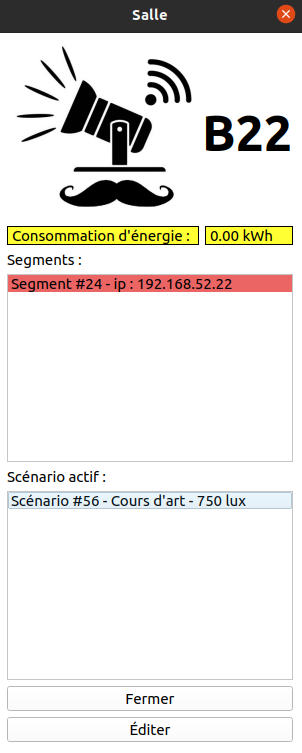 Salle
B22
Consommation d'énergie : 0.00 kWh
Segments :
Segment #24 - ip : 192.168.52.22
Scénario actif :
Scénario #56 - Cours d'art - 750 lux
Fermer
Éditer